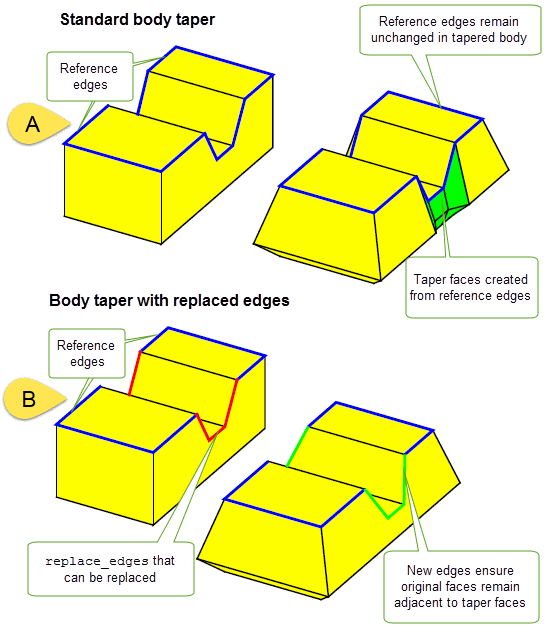 Standard body taper
Reference edges remain
unchanged in tapered body
Reference
edges
A
Taper faces created
from reference edges
Body taper with replaced edges
Reference
edges
B
replace_edges that
can be replaced
New edges ensure
original faces remain
adjacent to taper faces